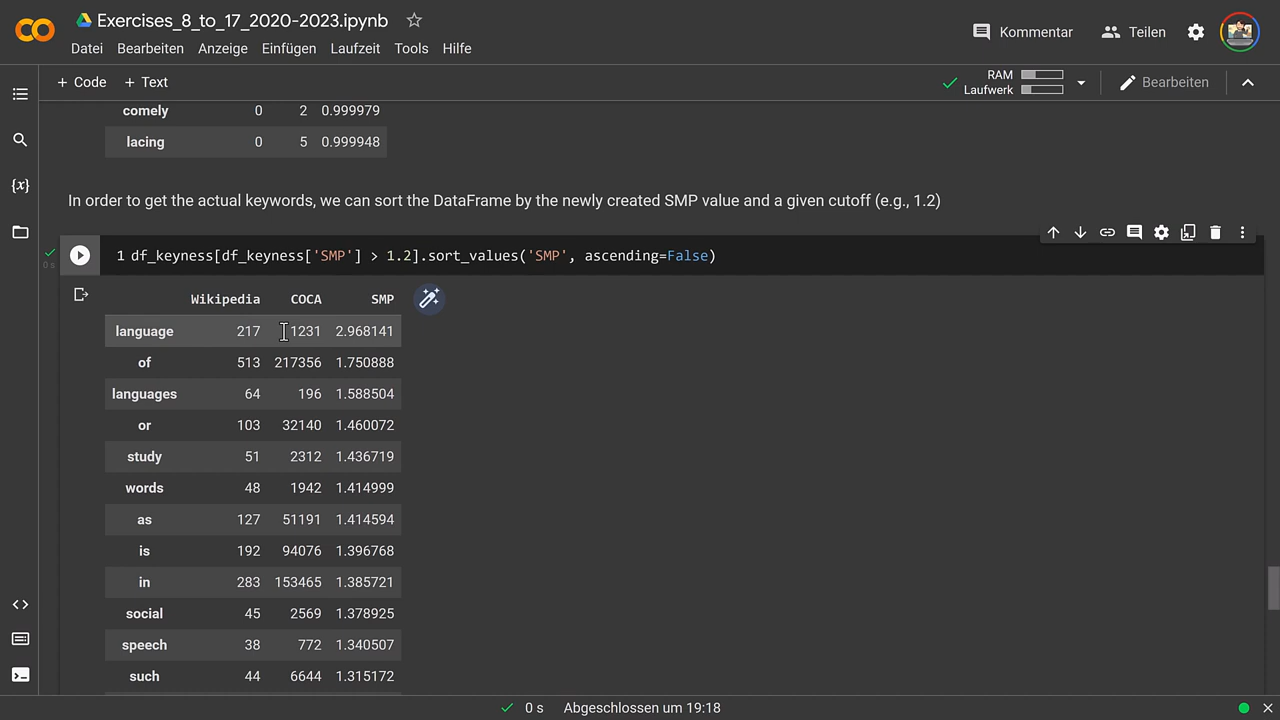 Exercises_8_to_17_2020-2023.ipynb
Datei Bearbeiten Anzeige Einfügen Laufzeit Tools Hilfe
Kommentar Teilen
+ Code + Text
RAM
Laufwerk
Bearbeiten
comely 0 2 0.999979
lacing 0 5 0.999948
In order to get the actual keywords, we can sort the DataFrame by the newly created SMP value and a given cutoff (e.g., 1.2)
0s
1 df_keyness[df_keyness['SMP'] > 1.2].sort_values('SMP', ascending=False)
Wikipedia COCA SMP
language 217 1231 2.968141
of 513 217356 1.750888
languages 64 196 1.588504
or 103 32140 1.460072
study 51 2312 1.436719
words 48 1942 1.414999
as 127 51191 1.414594
is 192 94076 1.396768
in 283 153465 1.385721
social 45 2569 1.378925
speech 38 772 1.340507
such 44 6644 1.315172
0 s Abgeschlossen um 19:18